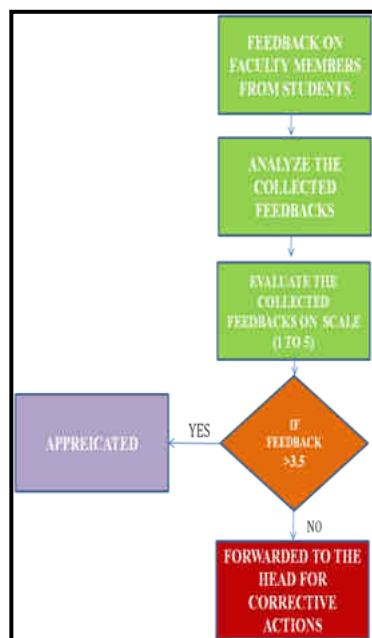 FEEDBACK ON
FACULTY MEMBERS
FROM STUDENTS
ANALYZE THE
COLLECTED
FEEDBACKS
EVALUATE THE
COLLECTED
FEEDBACKS ON SCALE
(1 TO 5)
IF
FEEDBACK
>3.5
YES
APPREICATED
NO
FORWARDED TO THE
HEAD FOR
CORRECTIVE
ACTIONS